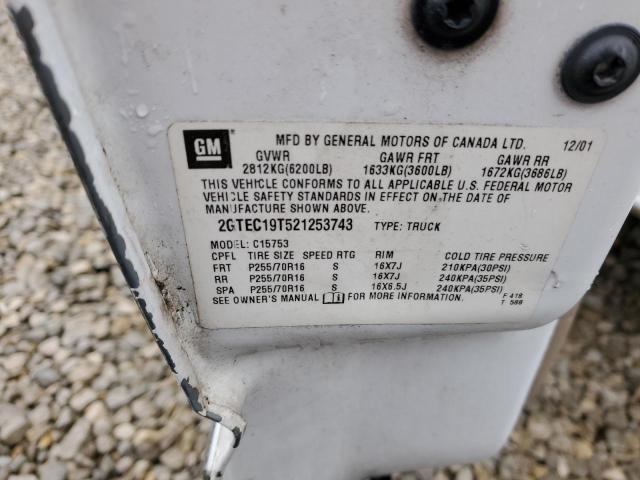 GM
MFD BY GENERAL MOTORS OF CANADA LTD. 12/01
GVWR GAWR FRT GAWR RR
2812KG(6200LB) 1633KG(3600LB) 1672KG(3686LB)
THIS VEHICLE CONFORMS TO ALL APPLICABLE U.S. FEDERAL MOTOR
VEHICLE SAFETY STANDARDS IN EFFECT ON THE DATE OF
MANUFACTURE SHOWN ABOVE.
2GTEC19T521253743 TYPE: TRUCK
MODEL: C15753
CPFL TIRE SIZE SPEED RTG RIM COLD TIRE PRESSURE
FRT P255/70R16 S 16X7J 210KPA(30PSI)
RR P255/70R16 S 16X7J 240KPA(35PSI)
SPA P255/70R16 S 16X6.5J 240KPA(35PSI)
SEE OWNER'S MANUAL FOR MORE INFORMATION. F 418
T 588